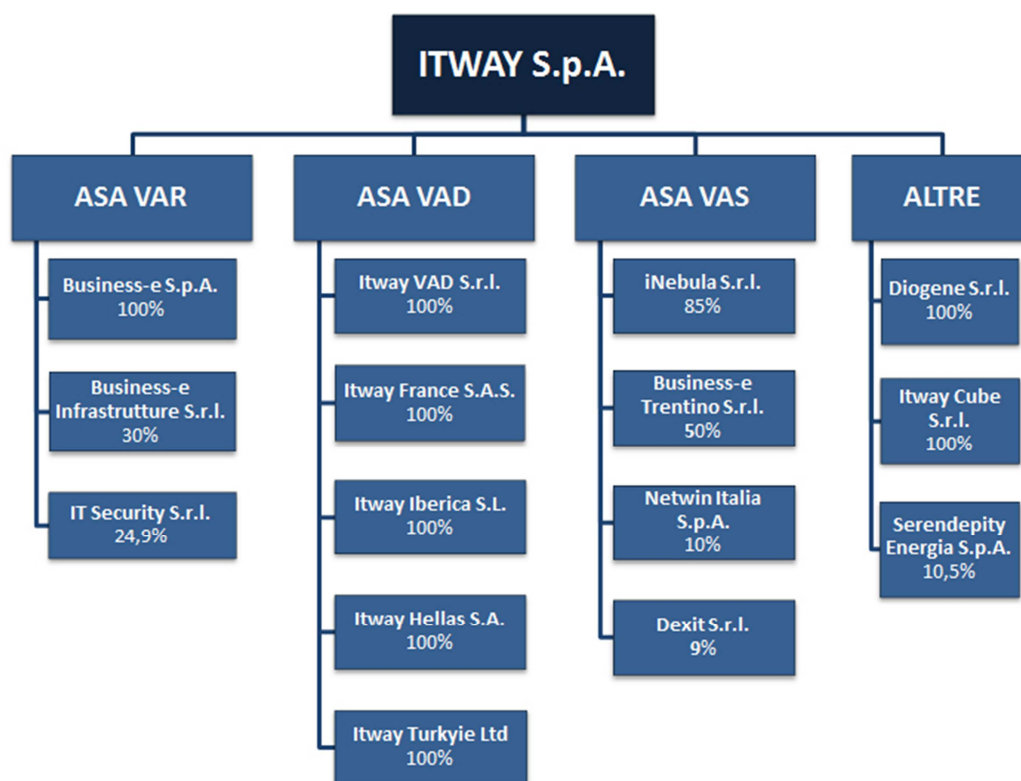 ITWAY S.p.A.
ASA VAR
Business-e S.p.A.
100%
Business-e
Infrastrutture S.r.l.
30%
IT Security S.r.l.
24,9%
ASA VAD
Itway VAD S.r.l.
100%
Itway France S.A.S.
100%
Itway Iberica S.L.
100%
Itway Hellas S.A.
100%
Itway Turkyie Ltd
100%
ASA VAS
iNebula S.r.l.
85%
Business-e
Trentino S.r.l.
50%
Netwin Italia
S.p.A.
10%
Dexit S.r.l.
9%
ALTRE
Diogene S.r.l.
100%
Itway Cube
S.r.l.
100%
Serendepity
Energia S.p.A.
10,5%